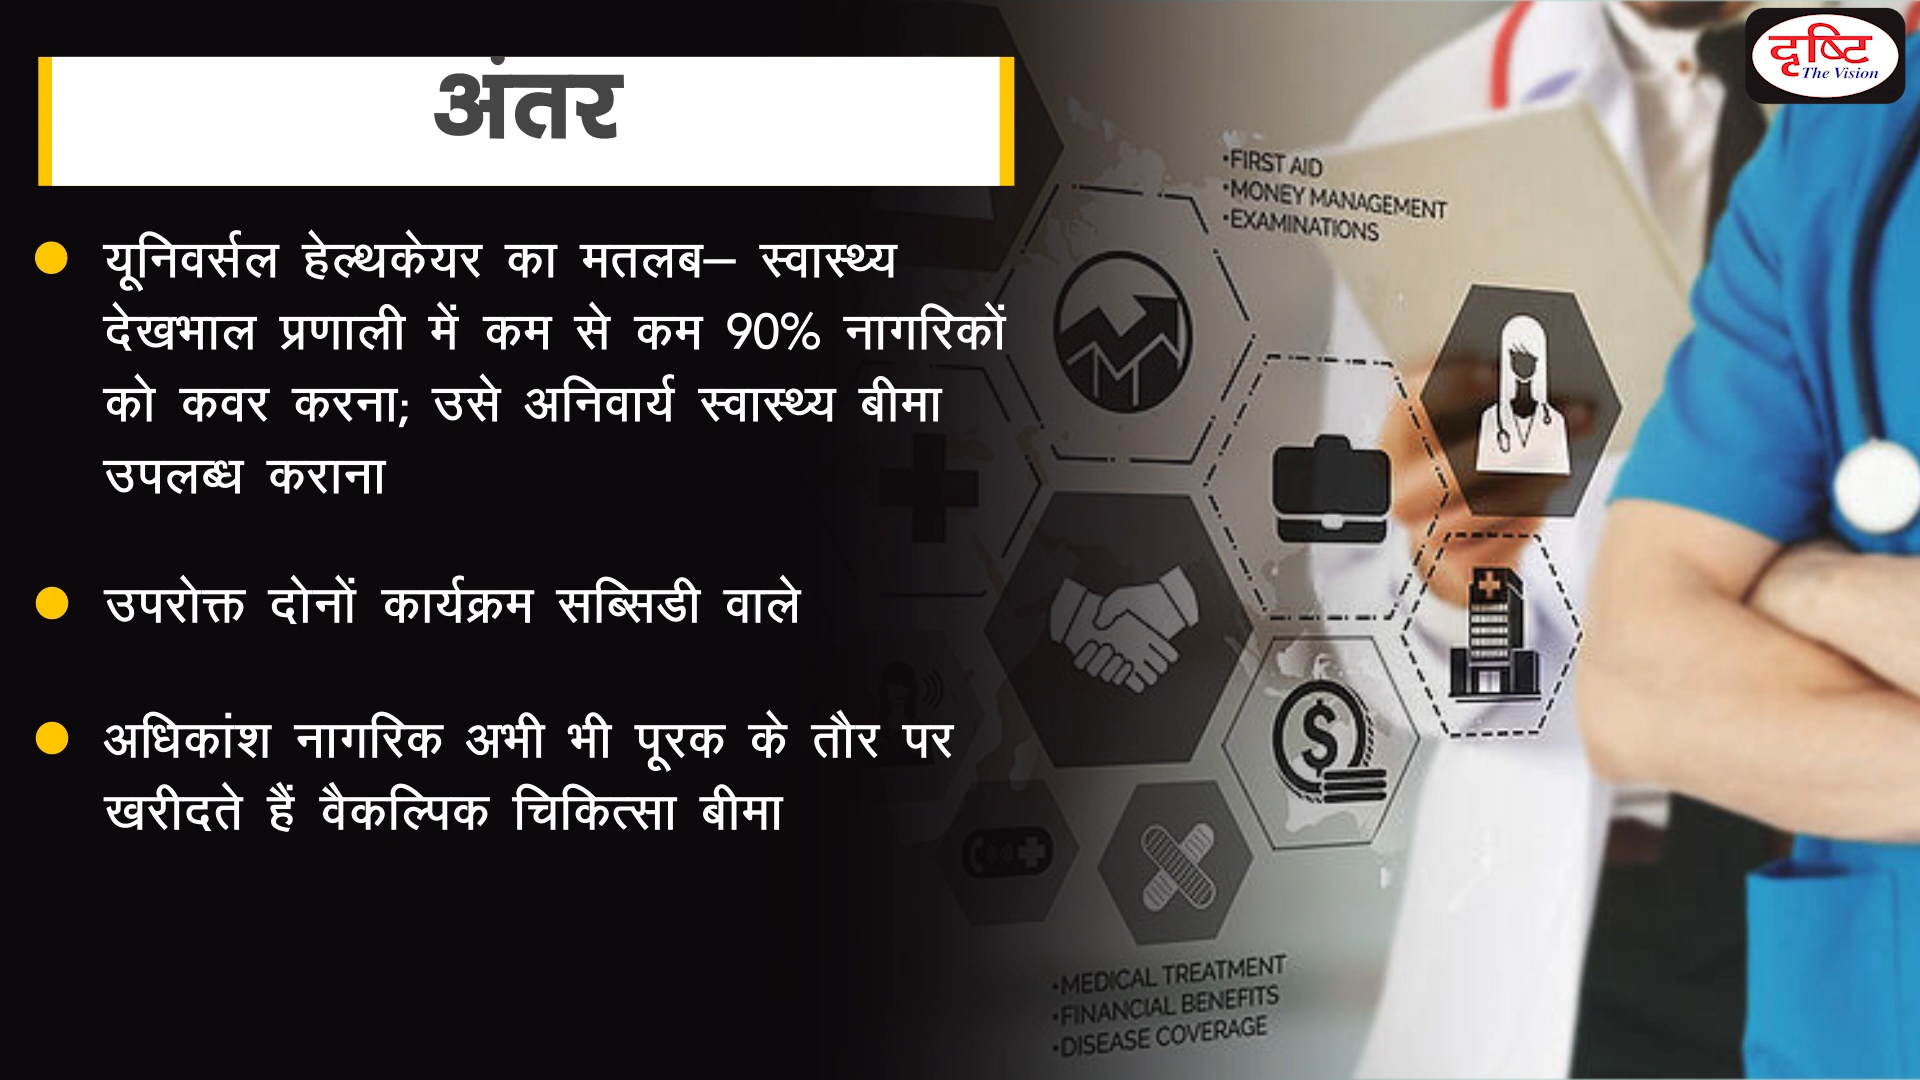 अंतर
यूनिवर्सल हेल्थकेयर का मतलब– स्वास्थ्य
देखभाल प्रणाली में कम से कम 90% नागरिकों
को कवर करना; उसे अनिवार्य स्वास्थ्य बीमा
उपलब्ध कराना
उपरोक्त दोनों कार्यक्रम सब्सिडी वाले
अधिकांश नागरिक अभी भी पूरक के तौर पर
खरीदते हैं वैकल्पिक चिकित्सा बीमा
दृष्टि
The Vision
•FIRST AID
•MONEY MANAGEMENT
•EXAMINATIONS
•MEDICAL TREATMENT
•FINANCIAL BENEFITS
•DISEASE COVERAGE